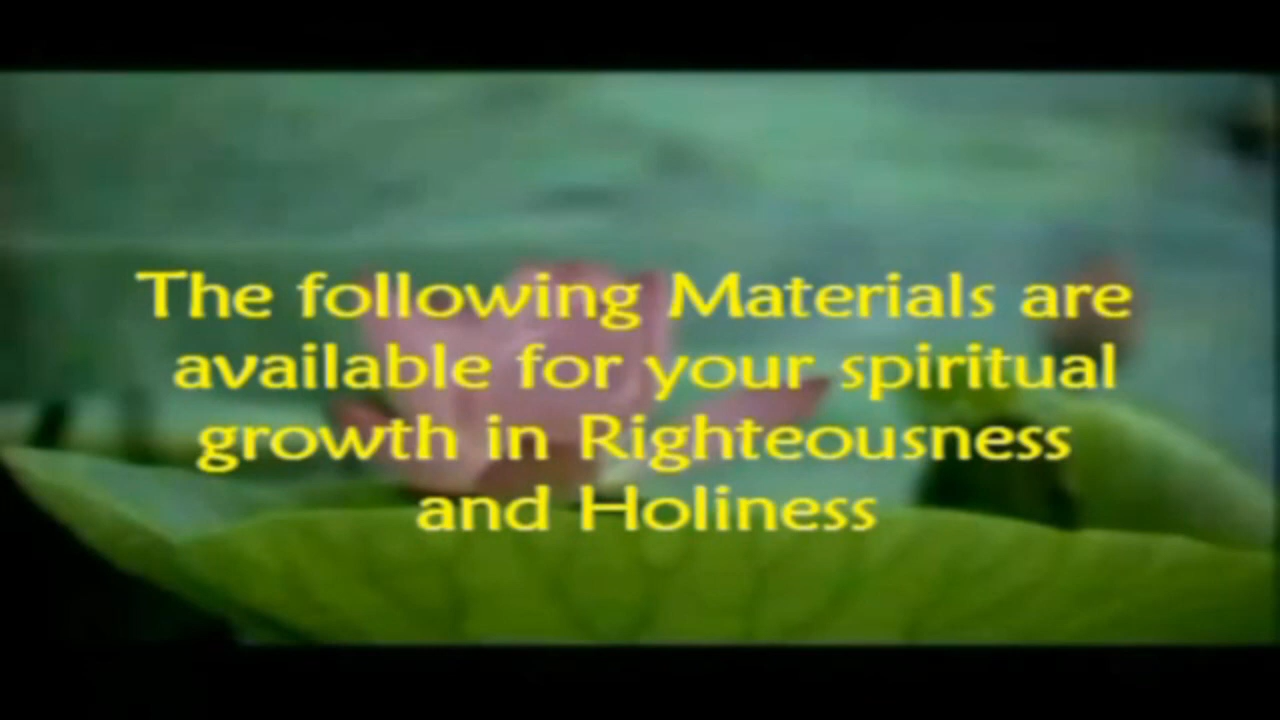 The following Materials are
available for your spiritual
growth in Righteousness
and Holiness